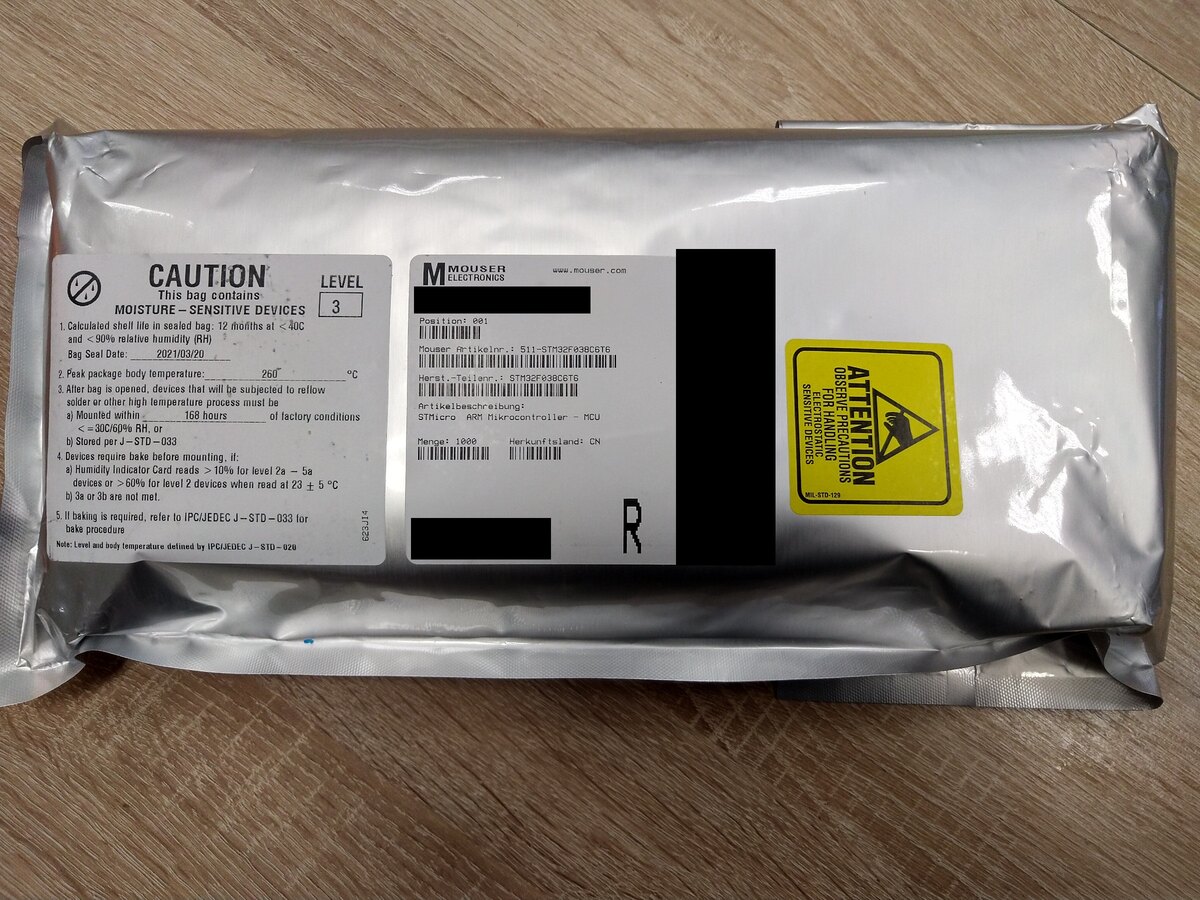 CAUTION
This bag contains
MOISTURE – SENSITIVE DEVICES
LEVEL
3
1. Calculated shelf life in sealed bag: 12 months at < 40C
and < 90% relative humidity (RH)
Bag Seal Date: 2021/03/20
2. Peak package body temperature: 260 °C
3. After bag is opened, devices that will be subjected to reflow
solder or other high temperature process must be
a) Mounted within 168 hours of factory conditions
< = 30C/60% RH, or
b) Stored per J – STD – 033
4. Devices require bake before mounting, if:
a) Humidity Indicator Card reads > 10% for level 2a – 5a
devices or > 60% for level 2 devices when read at 23 ± 5 °C
b) 3a or 3b are not met.
5. If baking is required, refer to IPC/JEDEC J – STD – 033 for
bake procedure
Note: Level and body temperature defined by IPC/JEDEC J – STD – 020
MOUSER
ELECTRONICS
www.mouser.com
Position: 001
Mouser Artikelnr.: 511-STM32F038C6T6
Herst.-Teilenr.: STM32F038C6T6
Artikelbeschreibung:
STMicro ARM Mikrocontroller - MCU
Menge: 1000 Herkunftsland: CN
R
ATTENTION
OBSERVE PRECAUTIONS
FOR HANDLING
ELECTROSTATIC
SENSITIVE DEVICES
MIL-STD-129